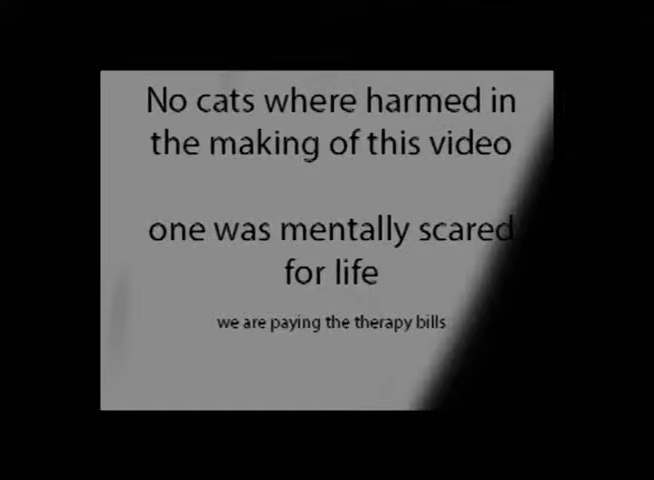 No cats where harmed in
the making of this video
one was mentally scared
for life
we are paying the therapy bills